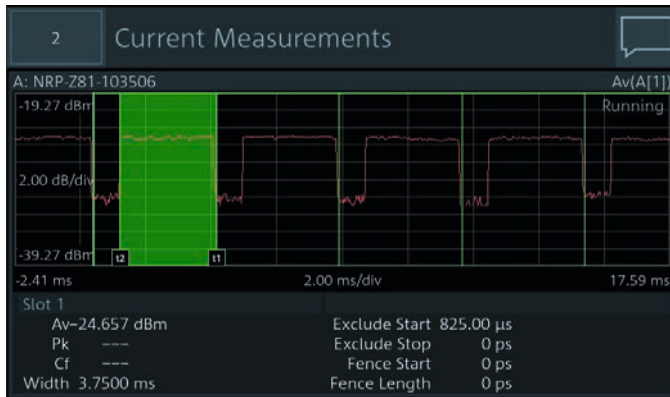 2 Current Measurements
A: NRP-Z81-103506 Av(A[1])
-19.27 dBm Running
2.00 dB/div
-39.27 dBm t2 t1
-2.41 ms 2.00 ms/div 17.59 ms
Slot 1
Av -24.657 dBm Exclude Start 825.00 µs
Pk --- Exclude Stop 0 ps
Cf --- Fence Start 0 ps
Width 3.7500 ms Fence Length 0 ps